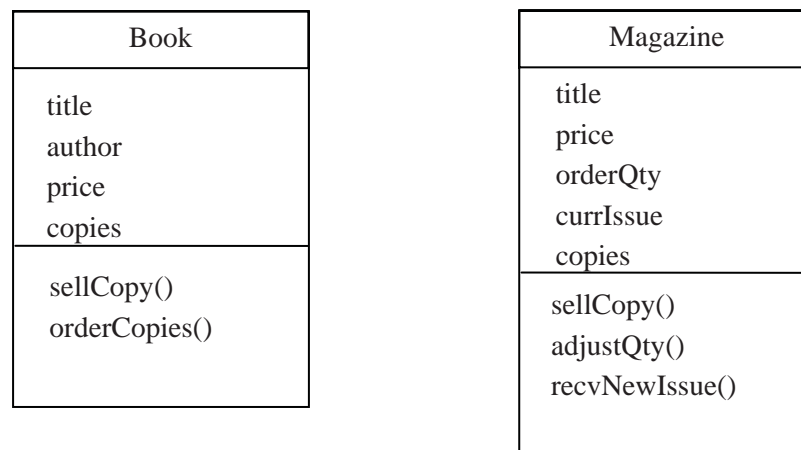 Book
title
author
price
copies
sellCopy()
orderCopies()
Magazine
title
price
orderQty
currIssue
copies
sellCopy()
adjustQty()
recvNewIssue()